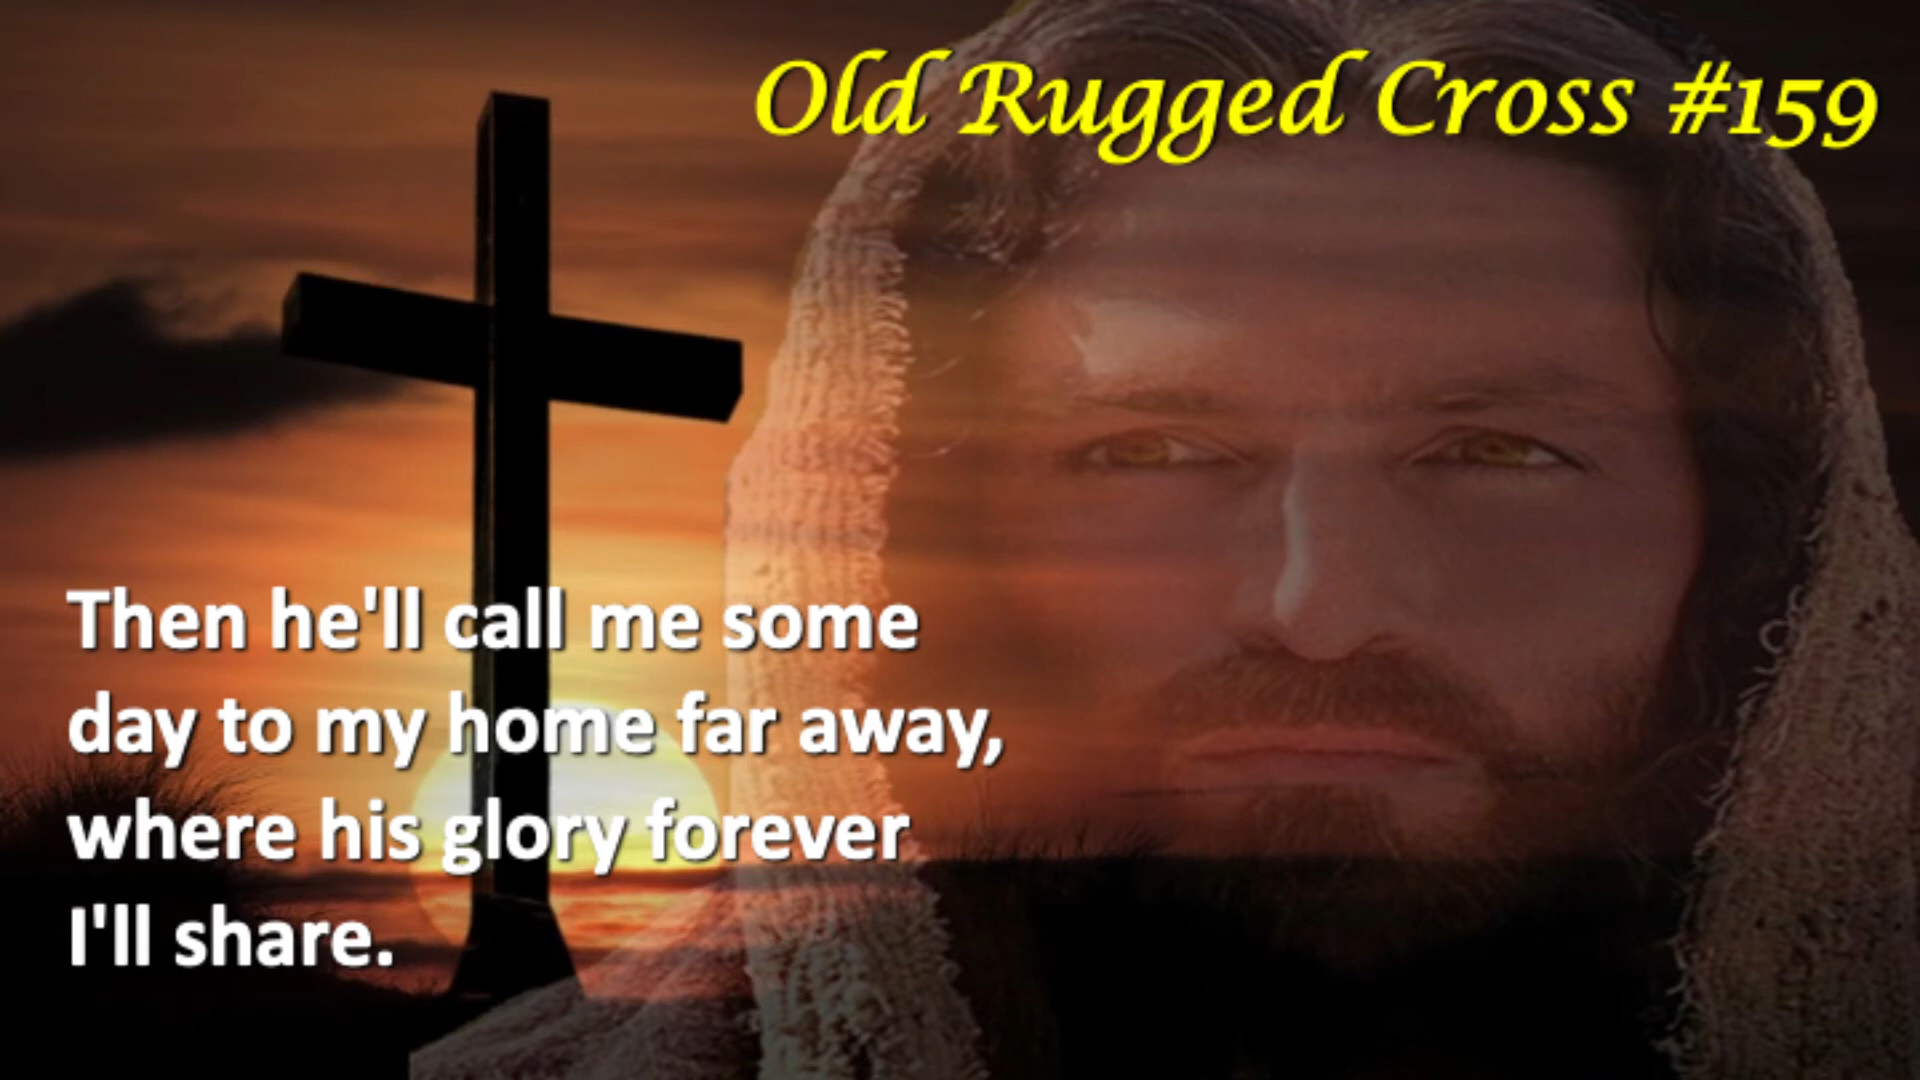 Old Rugged Cross #159
Then he'll call me some
day to my home far away,
where his glory forever
I'll share.